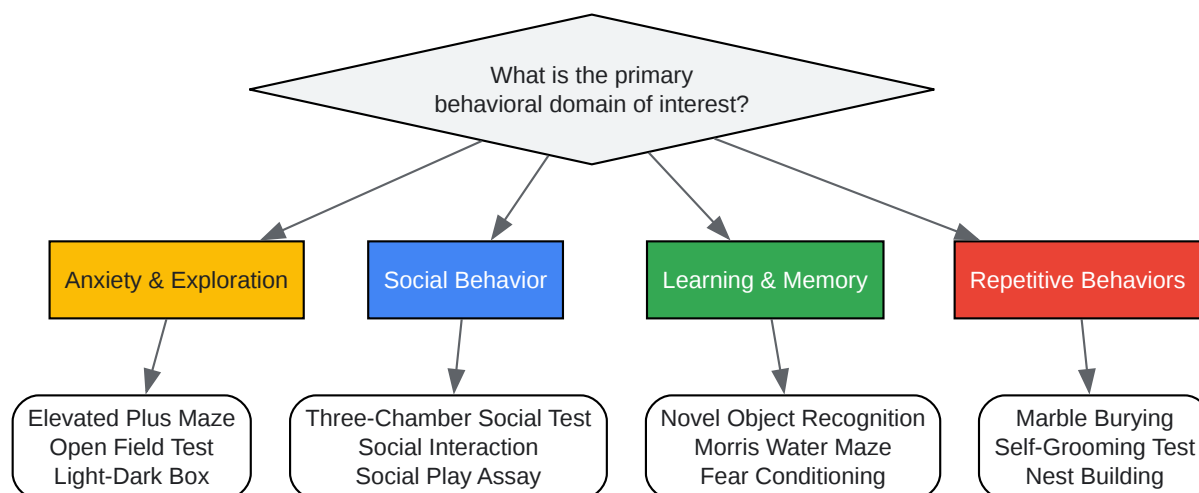 What is the primary
behavioral domain of interest?
Anxiety & Exploration
Social Behavior
Learning & Memory
Repetitive Behaviors
Elevated Plus Maze
Open Field Test
Light-Dark Box
Three-Chamber Social Test
Social Interaction
Social Play Assay
Novel Object Recognition
Morris Water Maze
Fear Conditioning
Marble Burying
Self-Grooming Test
Nest Building